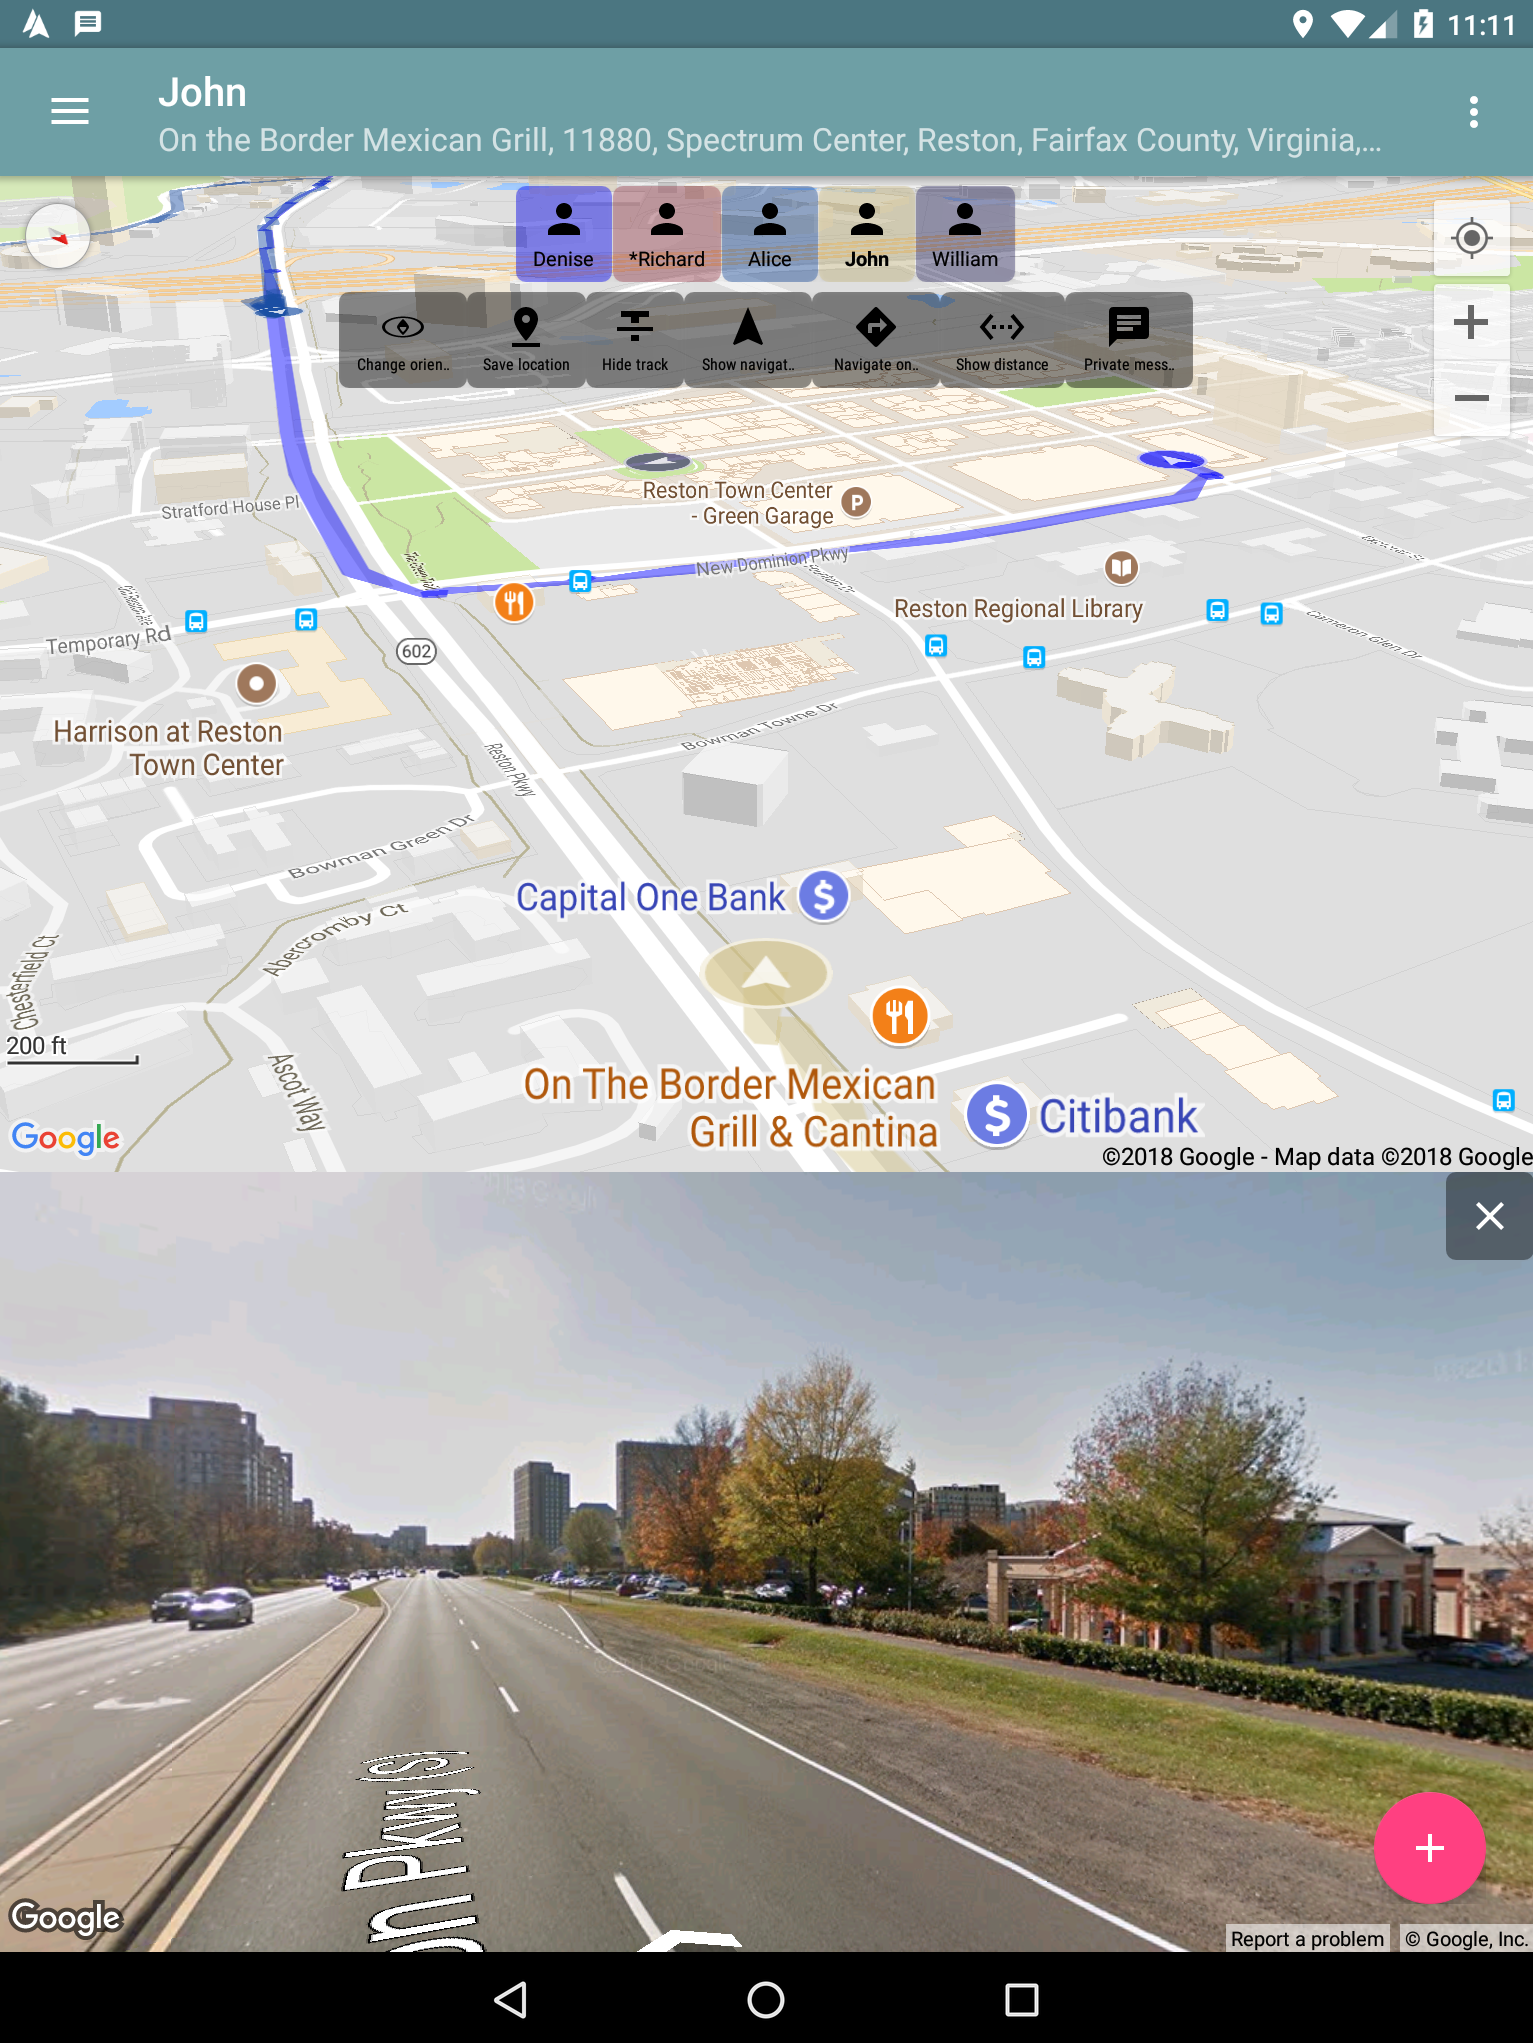 11:11
John
On the Border Mexican Grill, 11880, Spectrum Center, Reston, Fairfax County, Virginia,...
Denise
*Richard
Alice
John
William
Change orien..
Save location
Hide track
Show navigat..
Navigate on..
Show distance
Private mess..
Stratford House Pl
Reston Town Center
- Green Garage
P
New Dominion Pkwy
Reston Regional Library
Temporary Rd
602
Cameron Glen Dr
Harrison at Reston
Town Center
Reston Pkwy
Bowman Towne Dr
Bowman Green Dr
Capital One Bank
$
Abercromby Ct
Chesterfield Ct
200 ft
Ascot Way
On The Border Mexican
Grill & Cantina
$
Citibank
Google
©2018 Google - Map data ©2018 Google
Pkwy(S)
Google
Report a problem
© Google, Inc.